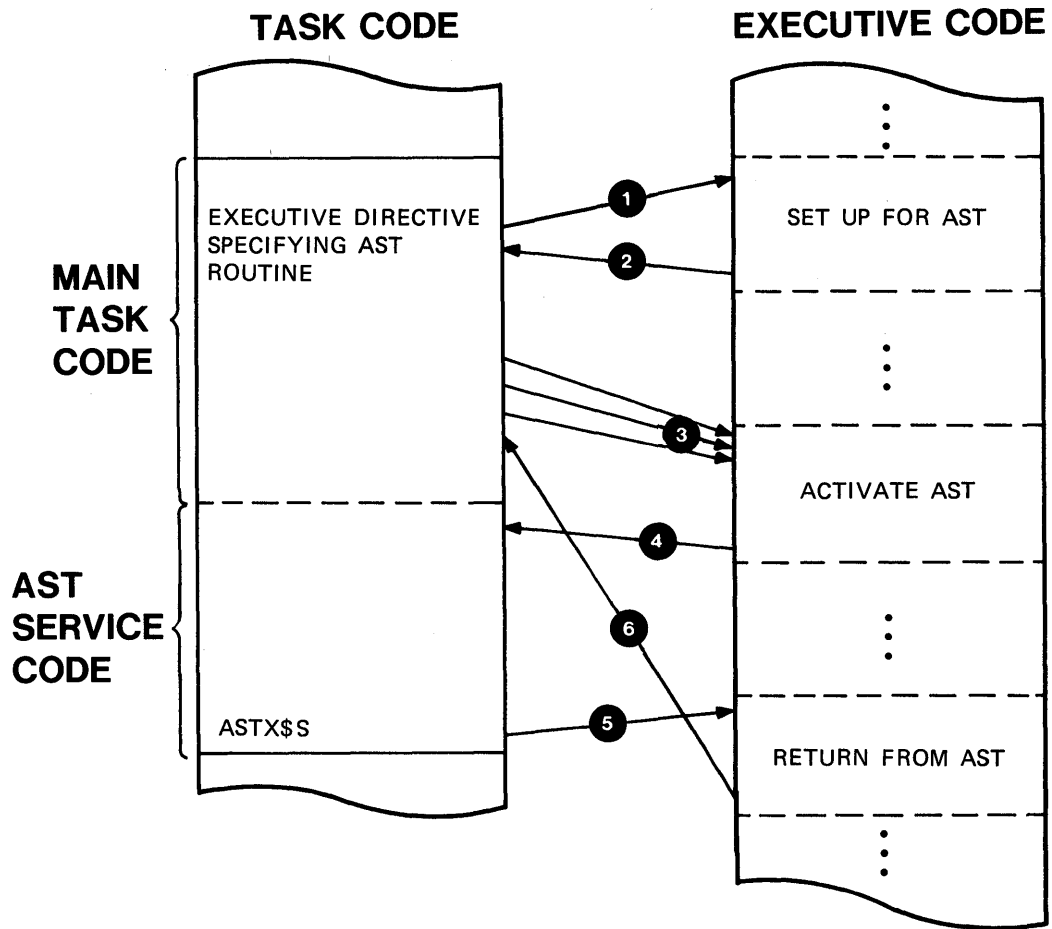 TASK CODE
EXECUTIVE CODE
MAIN
TASK
CODE
EXECUTIVE DIRECTIVE
SPECIFYING AST
ROUTINE
1
SET UP FOR AST
2
3
ACTIVATE AST
4
AST
SERVICE
CODE
6
ASTX$S
5
RETURN FROM AST